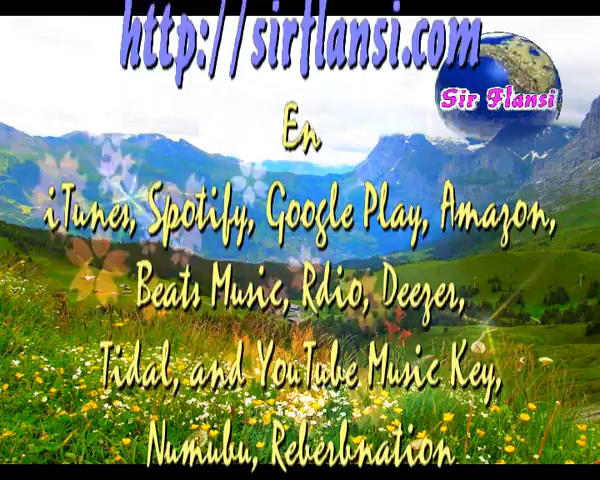 http://sirflansi.com
Sir Flansi
En
iTunes, Spotify, Google Play, Amazon,
Beats Music, Rdio, Deezer,
Tidal, and YouTube Music Key,
Numubu, Reberbnation